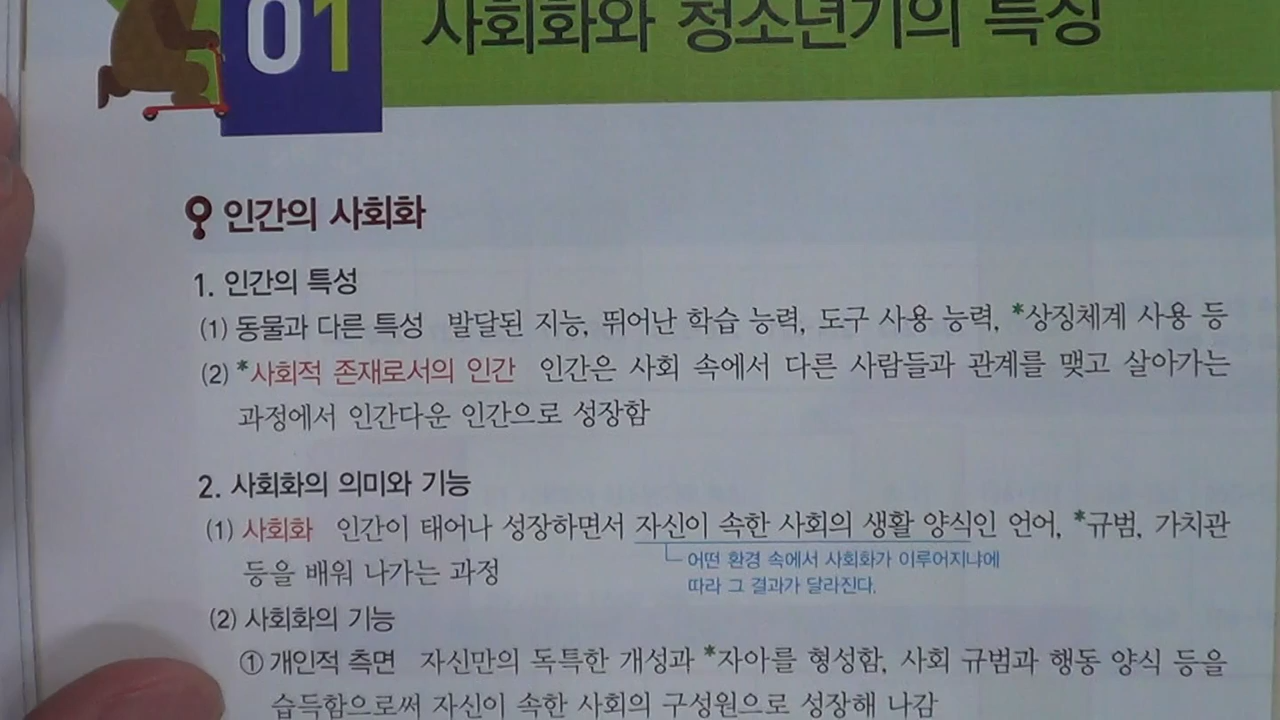 01 사회화와 청소년기의 특징
인간의 사회화
1. 인간의 특성
(1) 동물과 다른 특성 발달된 지능, 뛰어난 학습 능력, 도구 사용 능력, *상징체계 사용 등
(2) *사회적 존재로서의 인간 인간은 사회 속에서 다른 사람들과 관계를 맺고 살아가는
과정에서 인간다운 인간으로 성장함
2. 사회화의 의미와 기능
(1) 사회화 인간이 태어나 성장하면서 자신이 속한 사회의 생활 양식인 언어, *규범, 가치관
어떤 환경 속에서 사회화가 이루어지냐에
등을 배워 나가는 과정
따라 그 결과가 달라진다.
(2) 사회화의 기능
① 개인적 측면 자신만의 독특한 개성과 *자아를 형성함, 사회 규범과 행동 양식 등을
습득함으로써 자신이 속한 사회의 구성원으로 성장해 나감